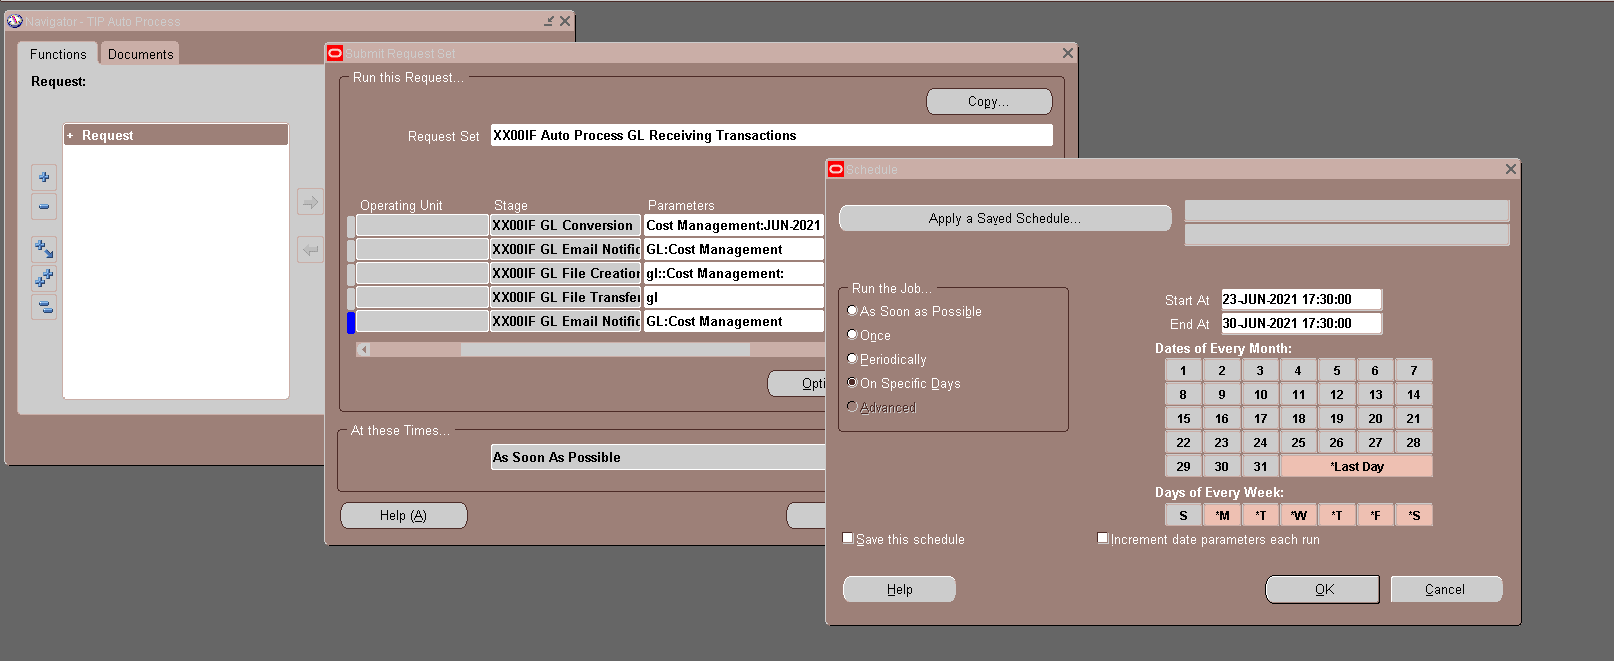 Navigator - TIP Auto Process
Functions
Documents
Request:
+ Request
Submit Request Set
Run this Request...
Copy...
Request Set
XX00IF Auto Process GL Receiving Transactions
Operating Unit
Stage
Parameters
XX00IF GL Conversion
Cost Management:JUN-2021
XX00IF GL Email Notific
GL:Cost Management
XX00IF GL File Creation
gl::Cost Management:
XX00IF GL File Transfer
gl
XX00IF GL Email Notific
GL:Cost Management
Opti
At these Times...
As Soon As Possible
Help (A)
Schedule
Apply a Saved Schedule...
Run the Job...
As Soon as Possible
Once
Periodically
On Specific Days
Advanced
Start At 23-JUN-2021 17:30:00
End At 30-JUN-2021 17:30:00
Dates of Every Month:
1 2 3 4 5 6 7
8 9 10 11 12 13 14
15 16 17 18 19 20 21
22 23 24 25 26 27 28
29 30 31 *Last Day
Days of Every Week:
S *M *T *W *T *F *S
Save this schedule
Increment date parameters each run
Help
OK
Cancel